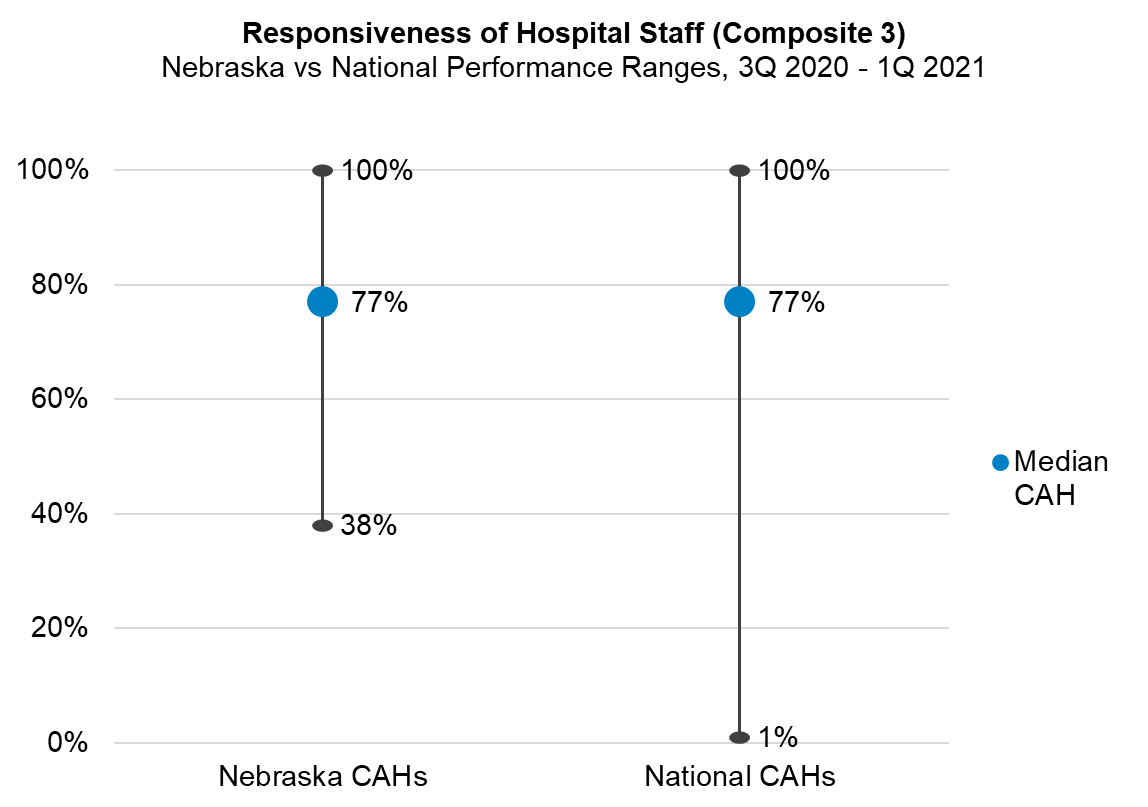 Responsiveness of Hospital Staff (Composite 3)
Nebraska vs National Performance Ranges, 3Q 2020 - 1Q 2021
100%
100%
100%
80%
77%
77%
60%
Median
CAH
40%
38%
20%
0%
1%
Nebraska CAHs
National CAHs